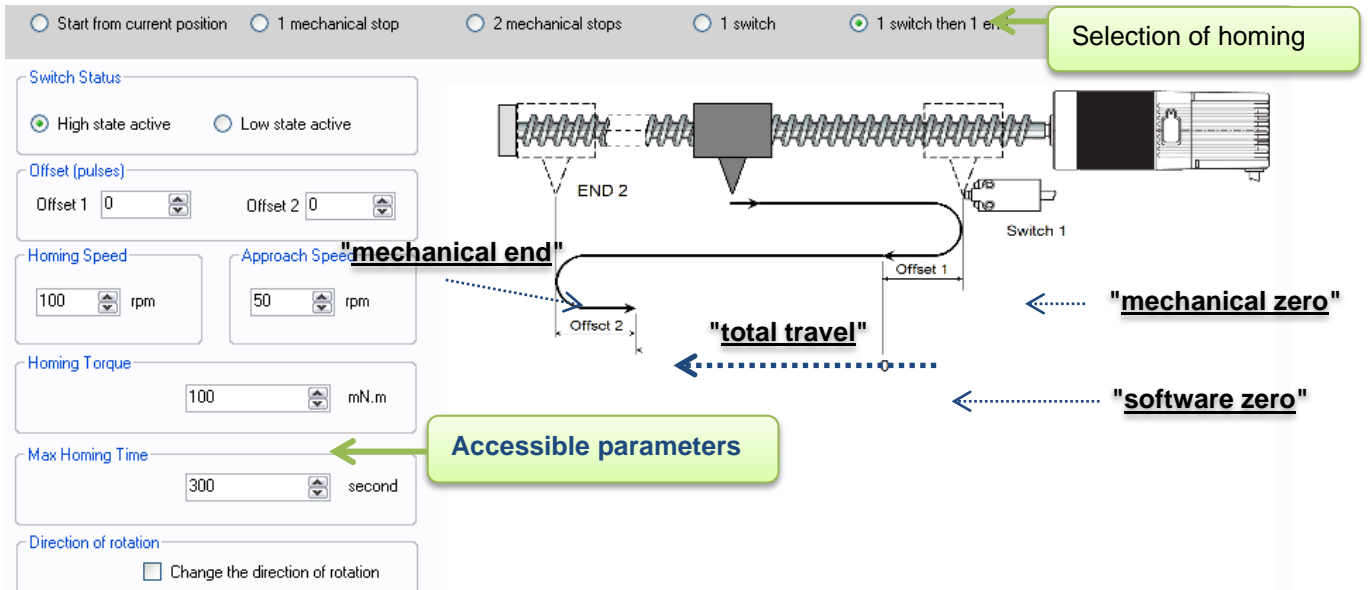 Start from current position 1 mechanical stop 2 mechanical stops 1 switch 1 switch then 1
Selection of homing
Switch Status
High state active Low state active
Offset (pulses)
Offset 1 0 Offset 2 0
Homing Speed Approach Speed
100 rpm 50 rpm
Homing Torque
100 mN.m
Max Homing Time
300 second
Direction of rotation
Change the direction of rotation
END 2
Switch 1
"mechanical end"
Offset 1
"mechanical zero"
Offset 2
"total travel"
0
"software zero"
Accessible parameters